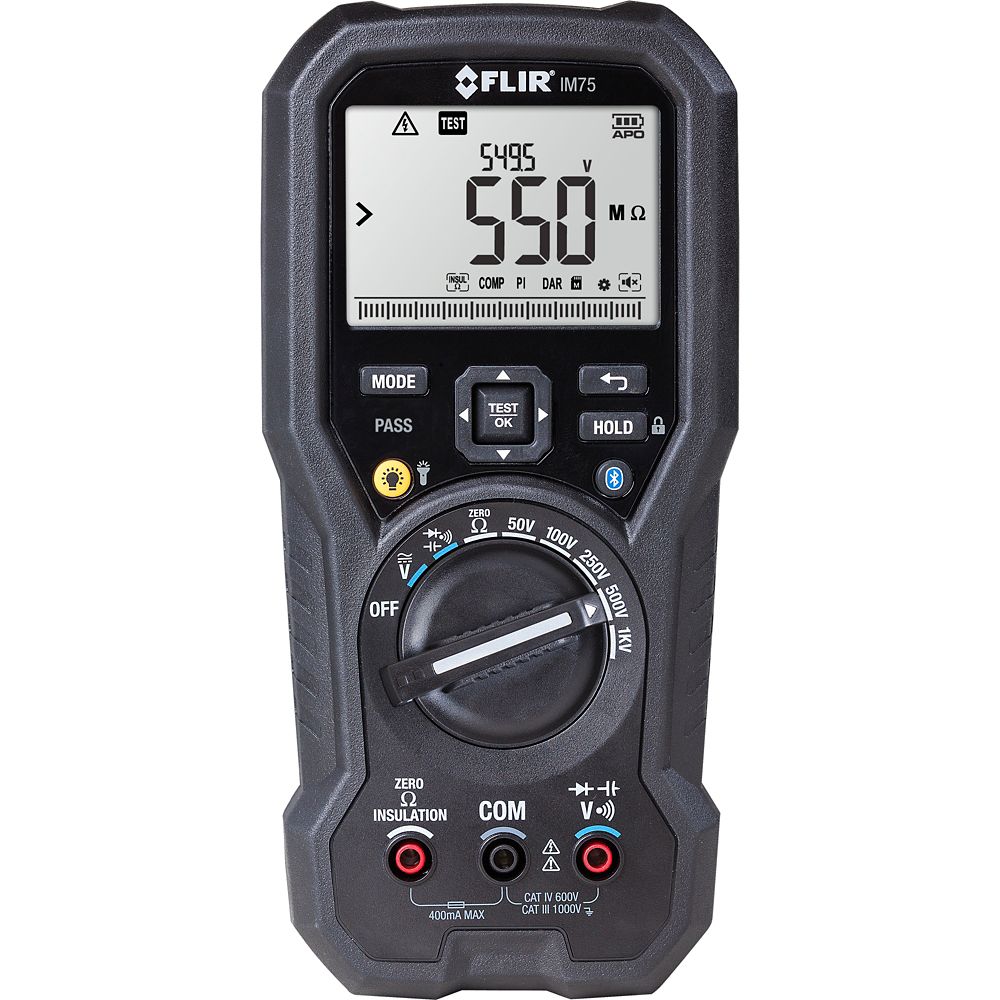 FLIR® IM75
TEST
APO
549.5 V
> 550 M Ω
INSUL Ω COMP PI DAR M
MODE
TEST
OK
PASS
HOLD
ZERO
Ω
50V
100V
250V
500V
1KV
V
OFF
ZERO
Ω
INSULATION
COM
V
400mA MAX
CAT IV 600V
CAT III 1000V